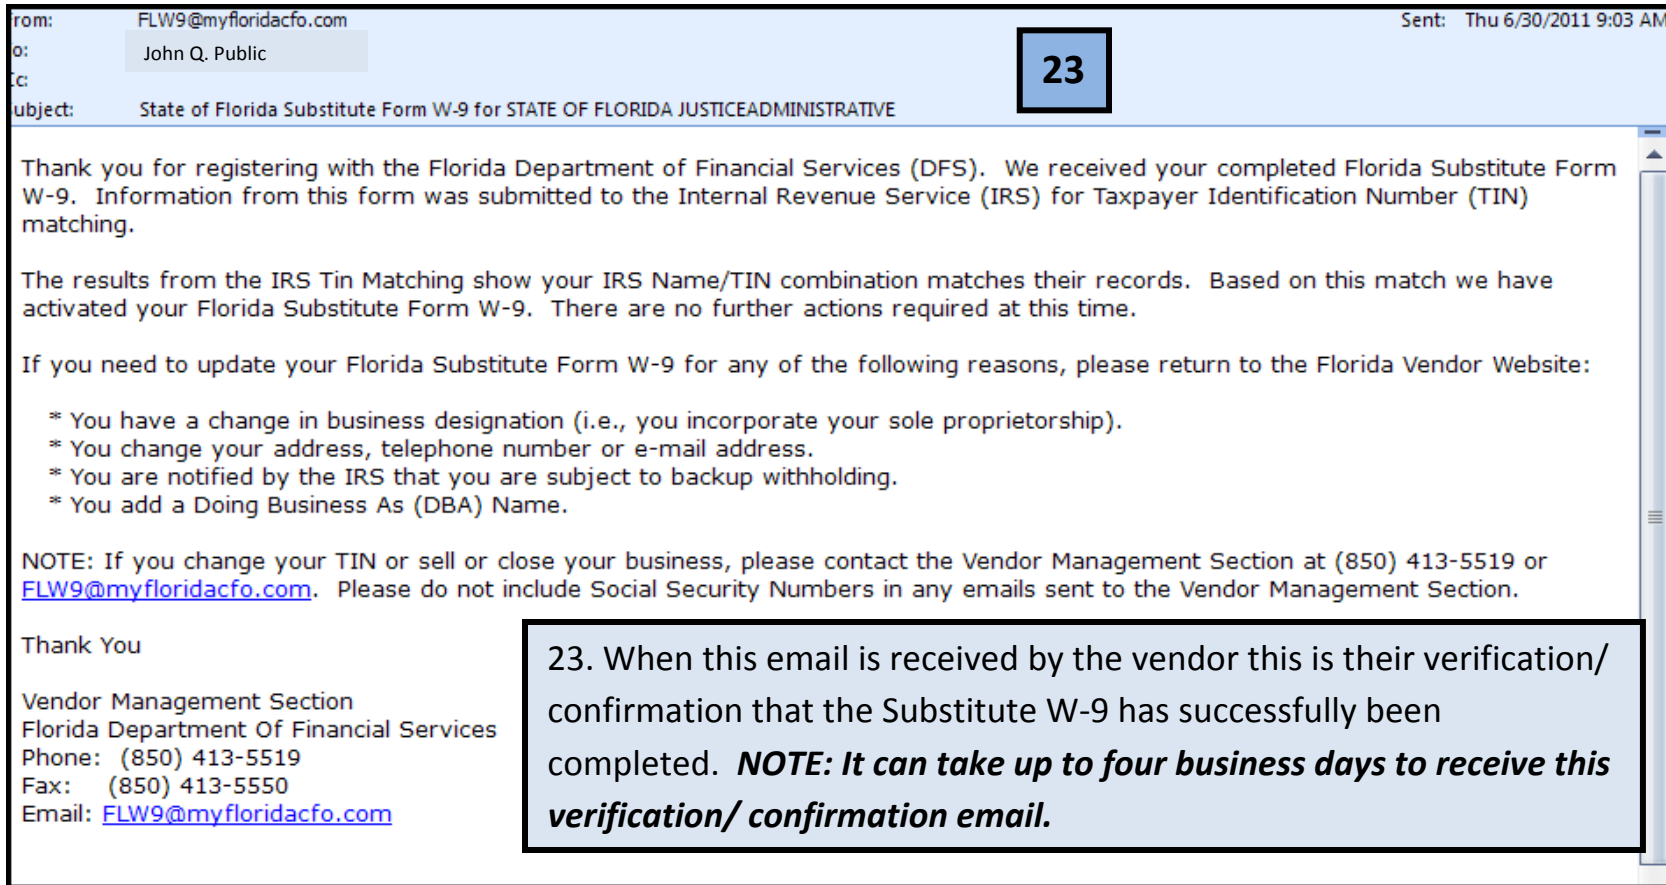 rom: FLW9@myfloridacfo.com Sent: Thu 6/30/2011 9:03 AM
o: John Q. Public
c:
ubject: State of Florida Substitute Form W-9 for STATE OF FLORIDA JUSTICEADMINISTRATIVE
23
Thank you for registering with the Florida Department of Financial Services (DFS). We received your completed Florida Substitute Form
W-9. Information from this form was submitted to the Internal Revenue Service (IRS) for Taxpayer Identification Number (TIN)
matching.
The results from the IRS Tin Matching show your IRS Name/TIN combination matches their records. Based on this match we have
activated your Florida Substitute Form W-9. There are no further actions required at this time.
If you need to update your Florida Substitute Form W-9 for any of the following reasons, please return to the Florida Vendor Website:
* You have a change in business designation (i.e., you incorporate your sole proprietorship).
* You change your address, telephone number or e-mail address.
* You are notified by the IRS that you are subject to backup withholding.
* You add a Doing Business As (DBA) Name.
NOTE: If you change your TIN or sell or close your business, please contact the Vendor Management Section at (850) 413-5519 or
FLW9@myfloridacfo.com. Please do not include Social Security Numbers in any emails sent to the Vendor Management Section.
Thank You
Vendor Management Section
Florida Department Of Financial Services
Phone: (850) 413-5519
Fax: (850) 413-5550
Email: FLW9@myfloridacfo.com
23. When this email is received by the vendor this is their verification/
confirmation that the Substitute W-9 has successfully been
completed. NOTE: It can take up to four business days to receive this
verification/ confirmation email.